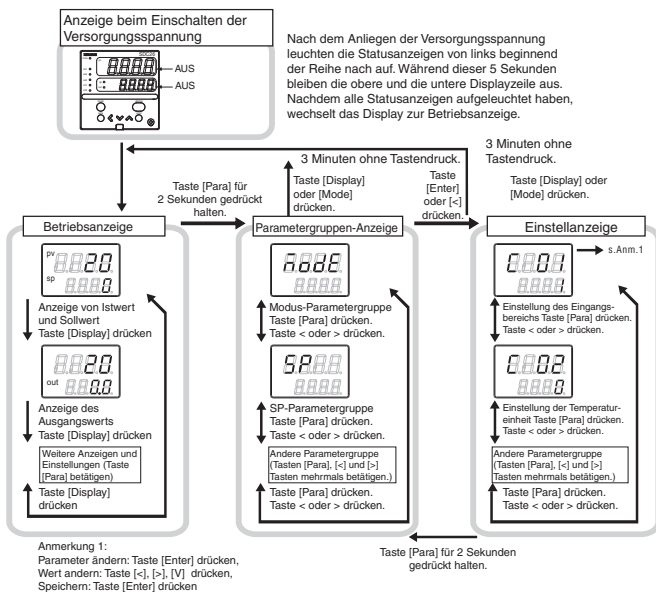 Anzeige beim Einschalten der
Versorgungsspannung
SDC26
AUS
AUS
Nach dem Anliegen der Versorgungsspannung
leuchten die Statusanzeigen von links beginnend
der Reihe nach auf. Während dieser 5 Sekunden
bleiben die obere und die untere Displayzeile aus.
Nachdem alle Statusanzeigen aufgeleuchtet haben,
wechselt das Display zur Betriebsanzeige.
Taste [Para] für
2 Sekunden gedrückt
halten.
3 Minuten ohne Tastendruck.
Taste [Display]
oder [Mode]
drücken.
Taste
[Enter]
oder [<]
drücken.
3 Minuten ohne
Tastendruck.
Taste [Display] oder
[Mode] drücken.
Betriebsanzeige
pv 20
sp 0
Anzeige von Istwert
und Sollwert
Taste [Display] drücken
20
out 0.0
Anzeige des
Ausgangswerts
Taste [Display] drücken
Weitere Anzeigen und
Einstellungen (Taste
[Para] betätigen)
Taste [Display]
drücken
Parametergruppen-Anzeige
modE
Modus-Parametergruppe
Taste [Para] drücken.
Taste < oder > drücken.
SP
SP-Parametergruppe
Taste [Para] drücken.
Taste < oder > drücken.
Andere Parametergruppe
(Tasten [Para], [<] und [>]
Tasten mehrmals betätigen.)
Taste [Para] drücken.
Taste < oder > drücken.
Einstellanzeige
C 01
1
s.Anm.1
Einstellung des Eingangs-
bereichs Taste [Para] drücken.
Taste < oder > drücken.
C 02
0
Einstellung der Temperatur-
einheit Taste [Para] drücken.
Taste < oder > drücken.
Andere Parametergruppe
(Tasten [Para], [<] und [>]
Tasten mehrmals betätigen.)
Taste [Para] drücken.
Taste < oder > drücken.
Taste [Para] für 2 Sekunden
gedrückt halten.
Anmerkung 1:
Parameter ändern: Taste [Enter] drücken,
Wert andern: Taste [<], [>], [V] drücken,
Speichern: Taste [Enter] drücken